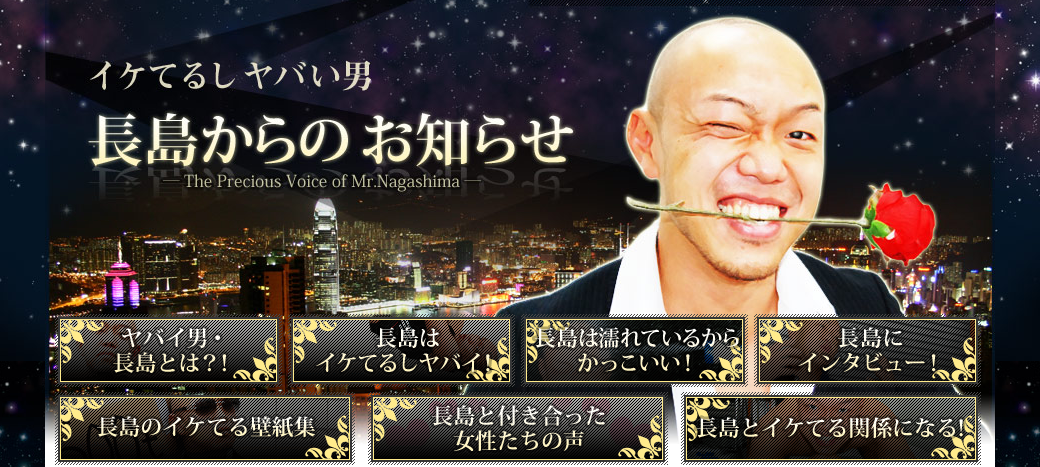 イケてるしヤバい男
長島からのお知らせ
The Precious Voice of Mr.Nagashima
ヤバイ男・
長島とは?!
長島は
イケてるしヤバイ!
長島は濡れているから
かっこいい!
長島に
インタビュー!
長島のイケてる壁紙集
長島と付き合った
女性たちの声
長島とイケてる関係になる!